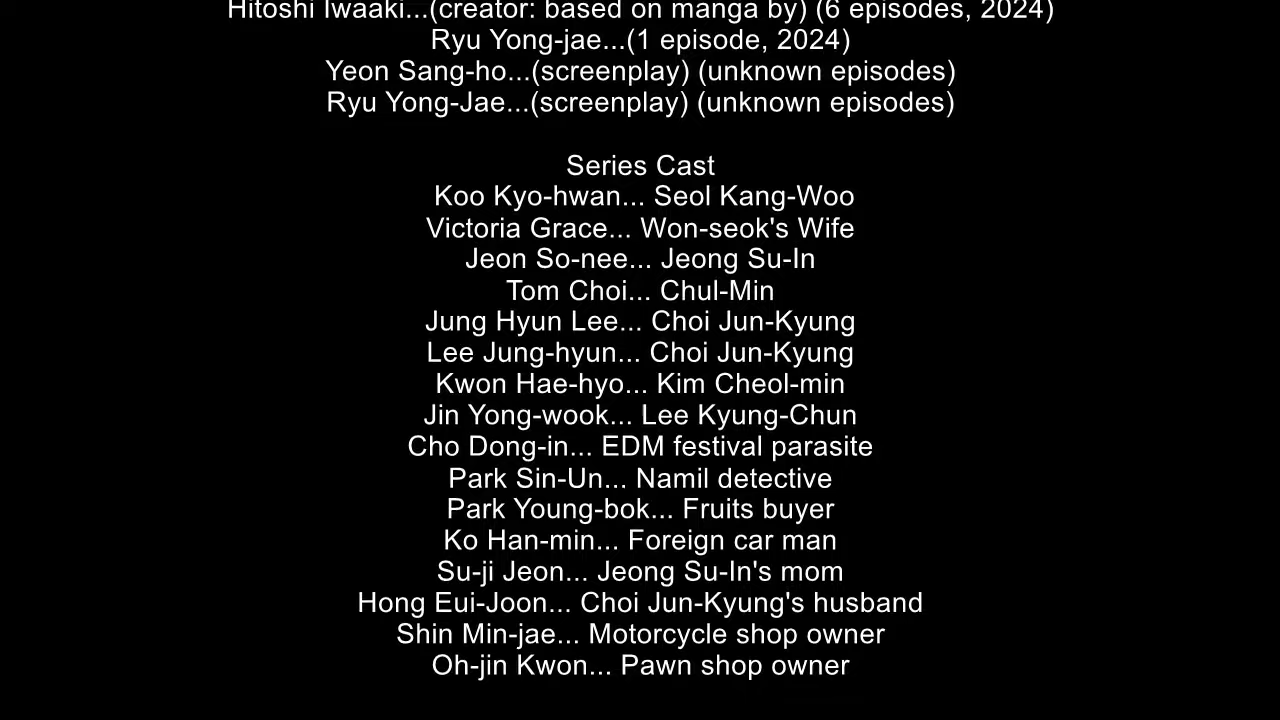 Hitoshi Iwaaki...(creator: based on manga by) (6 episodes, 2024)
Ryu Yong-jae...(1 episode, 2024)
Yeon Sang-ho...(screenplay) (unknown episodes)
Ryu Yong-Jae...(screenplay) (unknown episodes)
Series Cast
Koo Kyo-hwan... Seol Kang-Woo
Victoria Grace... Won-seok's Wife
Jeon So-nee... Jeong Su-In
Tom Choi... Chul-Min
Jung Hyun Lee... Choi Jun-Kyung
Lee Jung-hyun... Choi Jun-Kyung
Kwon Hae-hyo... Kim Cheol-min
Jin Yong-wook... Lee Kyung-Chun
Cho Dong-in... EDM festival parasite
Park Sin-Un... Namil detective
Park Young-bok... Fruits buyer
Ko Han-min... Foreign car man
Su-ji Jeon... Jeong Su-In's mom
Hong Eui-Joon... Choi Jun-Kyung's husband
Shin Min-jae... Motorcycle shop owner
Oh-jin Kwon... Pawn shop owner